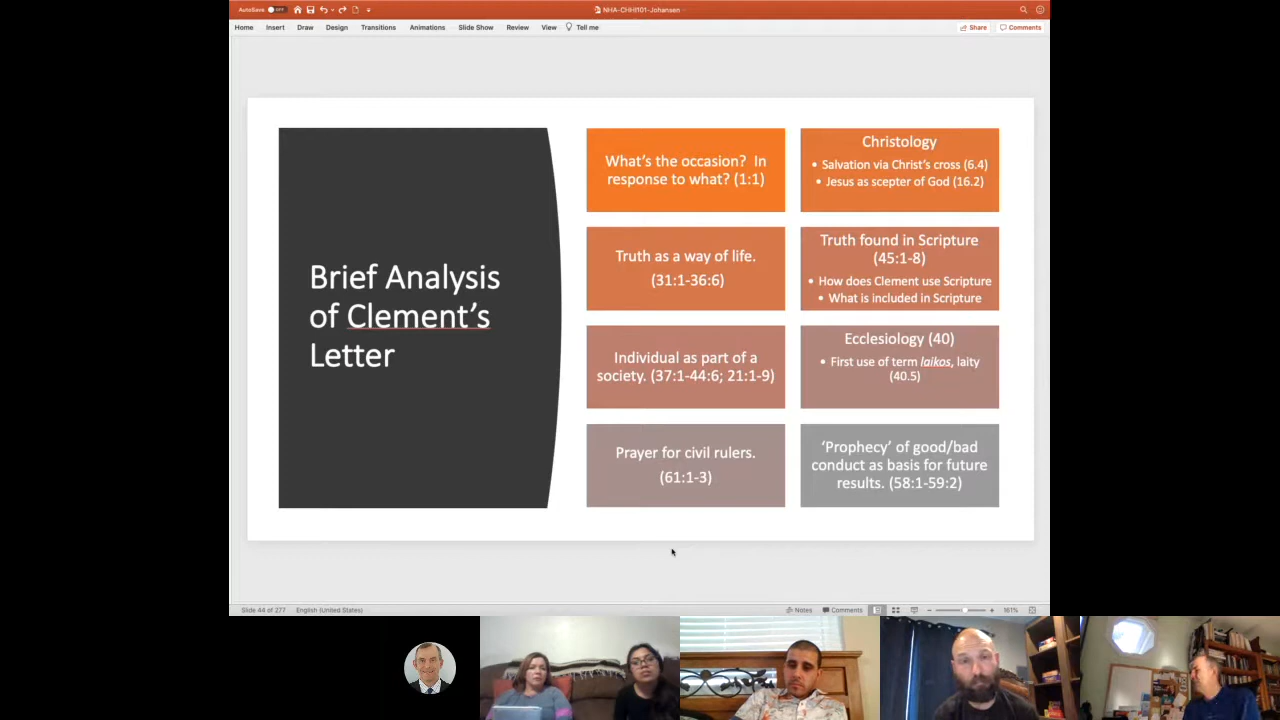 AutoSave OFF
NHA-CHHI101-Johansen
Home Insert Draw Design Transitions Animations Slide Show Review View Tell me
Share Comments
Brief Analysis
of Clement's
Letter
What's the occasion? In
response to what? (1:1)
Christology
• Salvation via Christ's cross (6.4)
• Jesus as scepter of God (16.2)
Truth as a way of life.
(31:1-36:6)
Truth found in Scripture
(45:1-8)
• How does Clement use Scripture
• What is included in Scripture
Individual as part of a
society. (37:1-44:6; 21:1-9)
Ecclesiology (40)
• First use of term laikos, laity
(40.5)
Prayer for civil rulers.
(61:1-3)
‘Prophecy’ of good/bad
conduct as basis for future
results. (58:1-59:2)
Slide 44 of 277 English (United States)
Notes Comments 161%